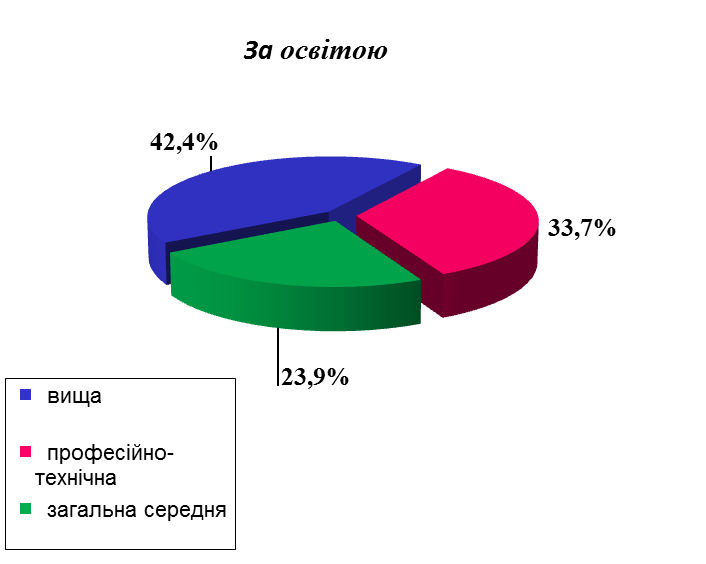 За освітою
42,4%
33,7%
23,9%
вища
професійно-
технічна
загальна середня